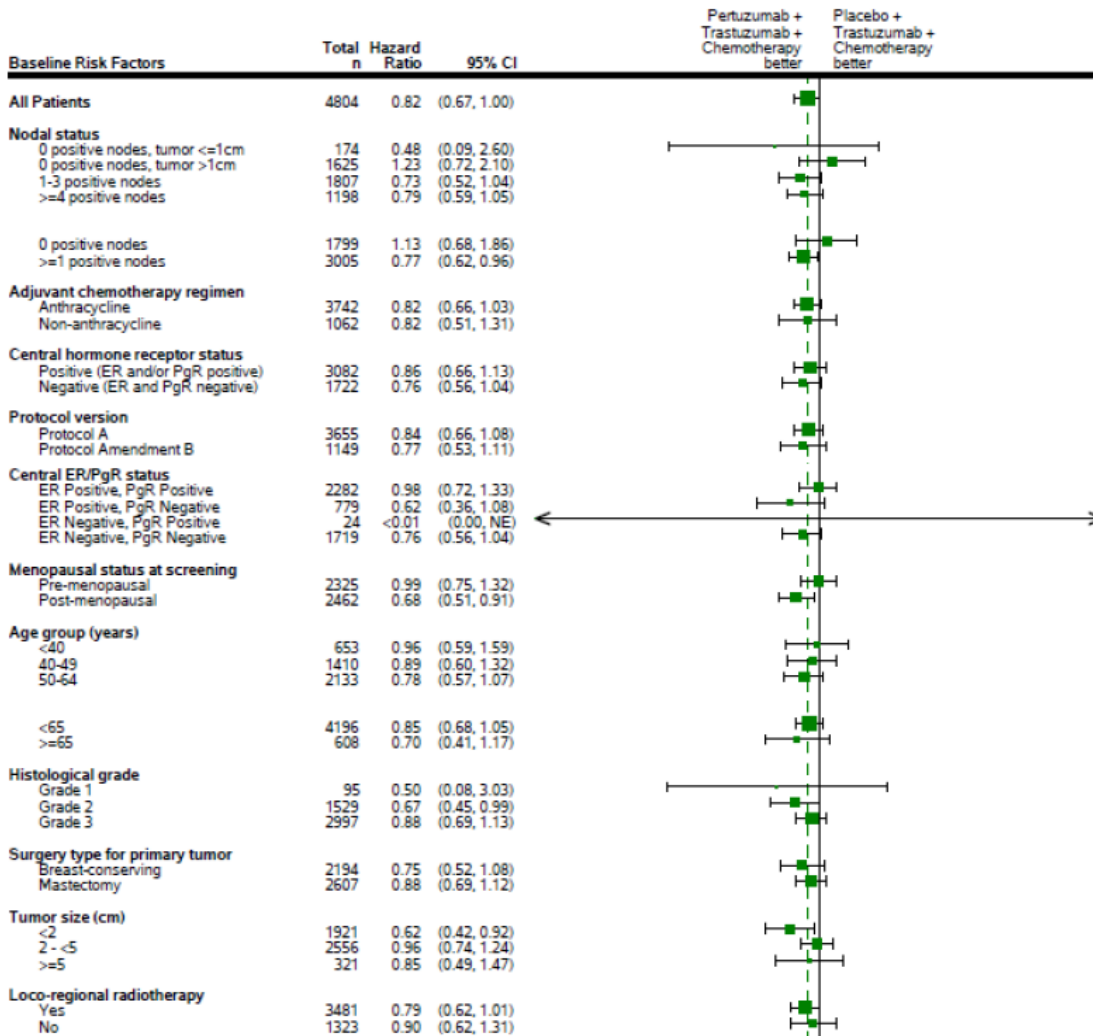 Pertuzumab + Placebo +
Trastuzumab + Trastuzumab +
Chemotherapy Chemotherapy
better better
Total Hazard
Baseline Risk Factors n Ratio 95% CI
All Patients 4804 0.82 (0.67, 1.00)
Nodal status
0 positive nodes, tumor <=1cm 174 0.48 (0.09, 2.60)
0 positive nodes, tumor >1cm 1625 1.23 (0.72, 2.10)
1-3 positive nodes 1807 0.73 (0.52, 1.04)
>=4 positive nodes 1198 0.79 (0.59, 1.05)
0 positive nodes 1799 1.13 (0.68, 1.86)
>=1 positive nodes 3005 0.77 (0.62, 0.96)
Adjuvant chemotherapy regimen
Anthracycline 3742 0.82 (0.66, 1.03)
Non-anthracycline 1062 0.82 (0.51, 1.31)
Central hormone receptor status
Positive (ER and/or PgR positive) 3082 0.86 (0.66, 1.13)
Negative (ER and PgR negative) 1722 0.76 (0.56, 1.04)
Protocol version
Protocol A 3655 0.84 (0.66, 1.08)
Protocol Amendment B 1149 0.77 (0.53, 1.11)
Central ER/PgR status
ER Positive, PgR Positive 2282 0.98 (0.72, 1.33)
ER Positive, PgR Negative 779 0.62 (0.36, 1.08)
ER Negative, PgR Positive 24 <0.01 (0.00, NE)
ER Negative, PgR Negative 1719 0.76 (0.56, 1.04)
Menopausal status at screening
Pre-menopausal 2325 0.99 (0.75, 1.32)
Post-menopausal 2462 0.68 (0.51, 0.91)
Age group (years)
<40 653 0.96 (0.59, 1.59)
40-49 1410 0.89 (0.60, 1.32)
50-64 2133 0.78 (0.57, 1.07)
<65 4196 0.85 (0.68, 1.05)
>=65 608 0.70 (0.41, 1.17)
Histological grade
Grade 1 95 0.50 (0.08, 3.03)
Grade 2 1529 0.67 (0.45, 0.99)
Grade 3 2997 0.88 (0.69, 1.13)
Surgery type for primary tumor
Breast-conserving 2194 0.75 (0.52, 1.08)
Mastectomy 2607 0.88 (0.69, 1.12)
Tumor size (cm)
<2 1921 0.62 (0.42, 0.92)
2 - <5 2556 0.96 (0.74, 1.24)
>=5 321 0.85 (0.49, 1.47)
Loco-regional radiotherapy
Yes 3481 0.79 (0.62, 1.01)
No 1323 0.90 (0.62, 1.31)